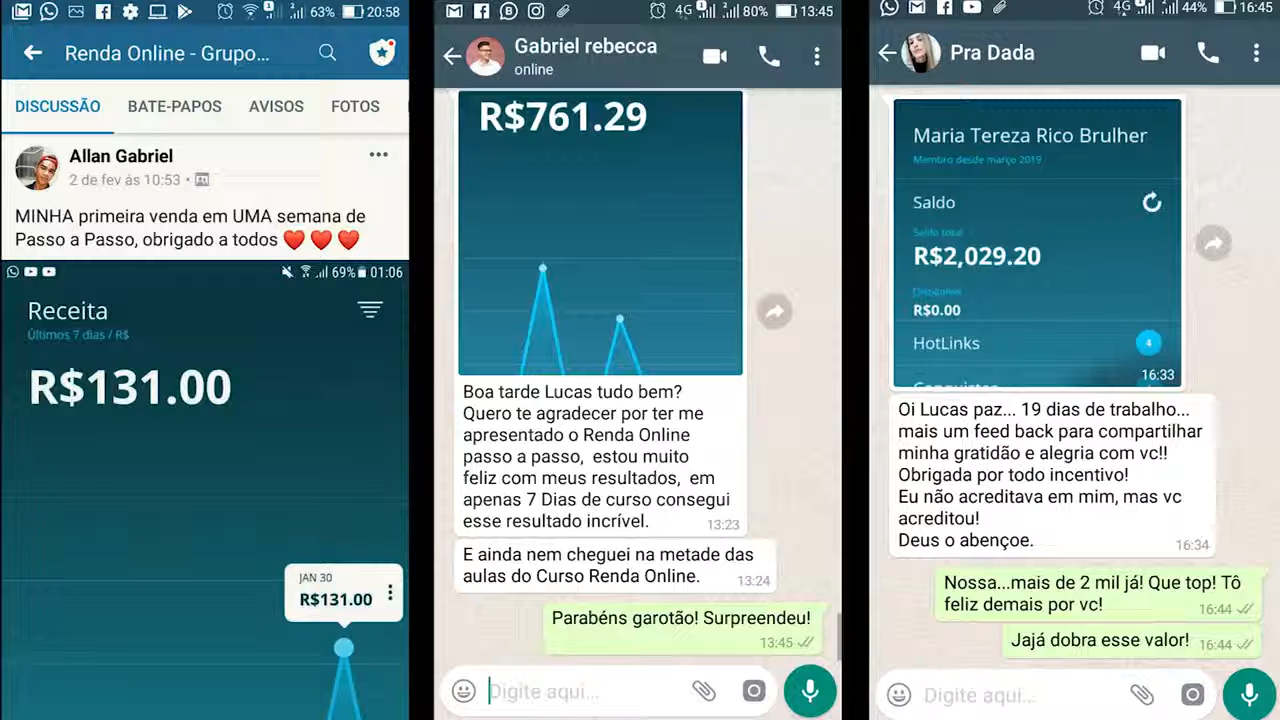 63% 20:58
Renda Online - Grupo...
DISCUSSÃO BATE-PAPOS AVISOS FOTOS
Allan Gabriel
2 de fev às 10:53
MINHA primeira venda em UMA semana de
Passo a Passo, obrigado a todos
69% 01:06
Receita
Últimos 7 dias / R$
R$131.00
JAN 30
R$131.00
4G 80% 13:45
Gabriel rebecca
online
R$761.29
Boa tarde Lucas tudo bem?
Quero te agradecer por ter me
apresentado o Renda Online
passo a passo, estou muito
feliz com meus resultados, em
apenas 7 Dias de curso consegui
esse resultado incrível.
13:23
E ainda nem cheguei na metade das
aulas do Curso Renda Online.
13:24
Parabéns garotão! Surpreendeu!
13:45
Digite aqui...
4G 44% 16:45
Pra Dada
Maria Tereza Rico Brulher
Membro desde março 2019
Saldo
Saldo total
R$2,029.20
Disponível
R$0.00
HotLinks 4
16:33
Oi Lucas paz... 19 dias de trabalho...
mais um feed back para compartilhar
minha gratidão e alegria com vc!!
Obrigada por todo incentivo!
Eu não acreditava em mim, mas vc
acreditou!
Deus o abençoe.
16:34
Nossa...mais de 2 mil já! Que top! Tô
feliz demais por vc!
16:44
Jajá dobra esse valor!
16:44
Digite aqui...